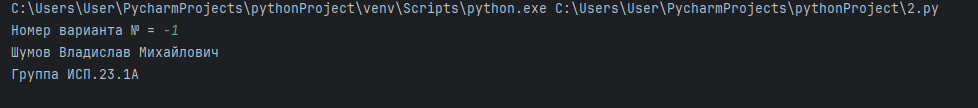 C:\Users\User\PycharmProjects\pythonProject\venv\Scripts\python.exe C:\Users\User\PycharmProjects\pythonProject\2.py
Номер варианта № = -1
Шумов Владислав Михайлович
Группа ИСП.23.1А